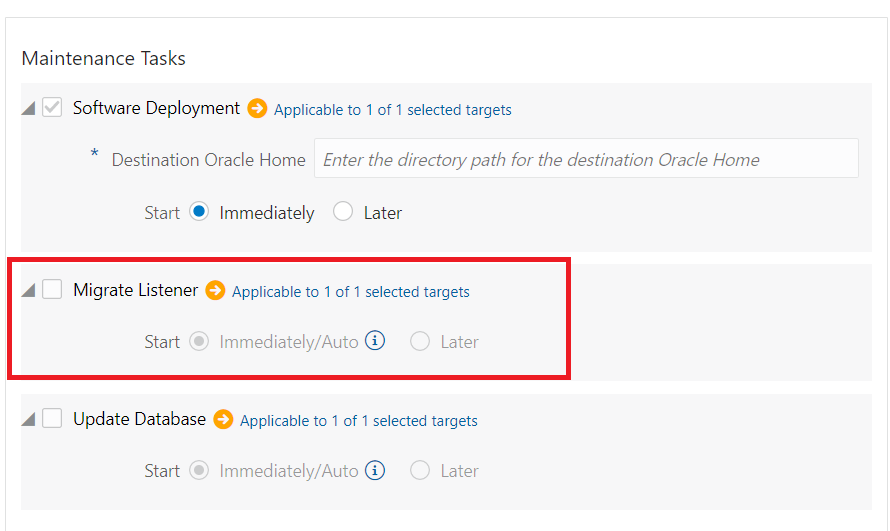 Maintenance Tasks
Software Deployment Applicable to 1 of 1 selected targets
* Destination Oracle Home Enter the directory path for the destination Oracle Home
Start Immediately Later
Migrate Listener Applicable to 1 of 1 selected targets
Start Immediately/Auto i Later
Update Database Applicable to 1 of 1 selected targets
Start Immediately/Auto i Later